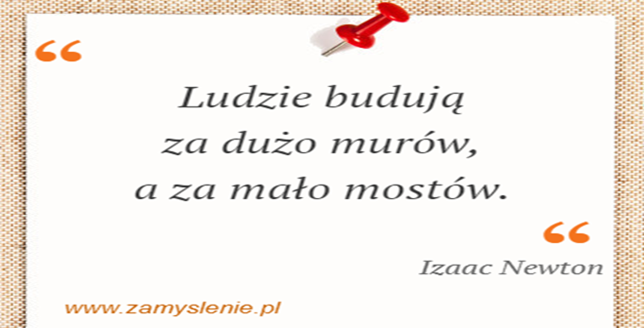 Ludzie budują
za dużo murów,
a za mało mostów.
Izaac Newton
www.zamyslenie.pl